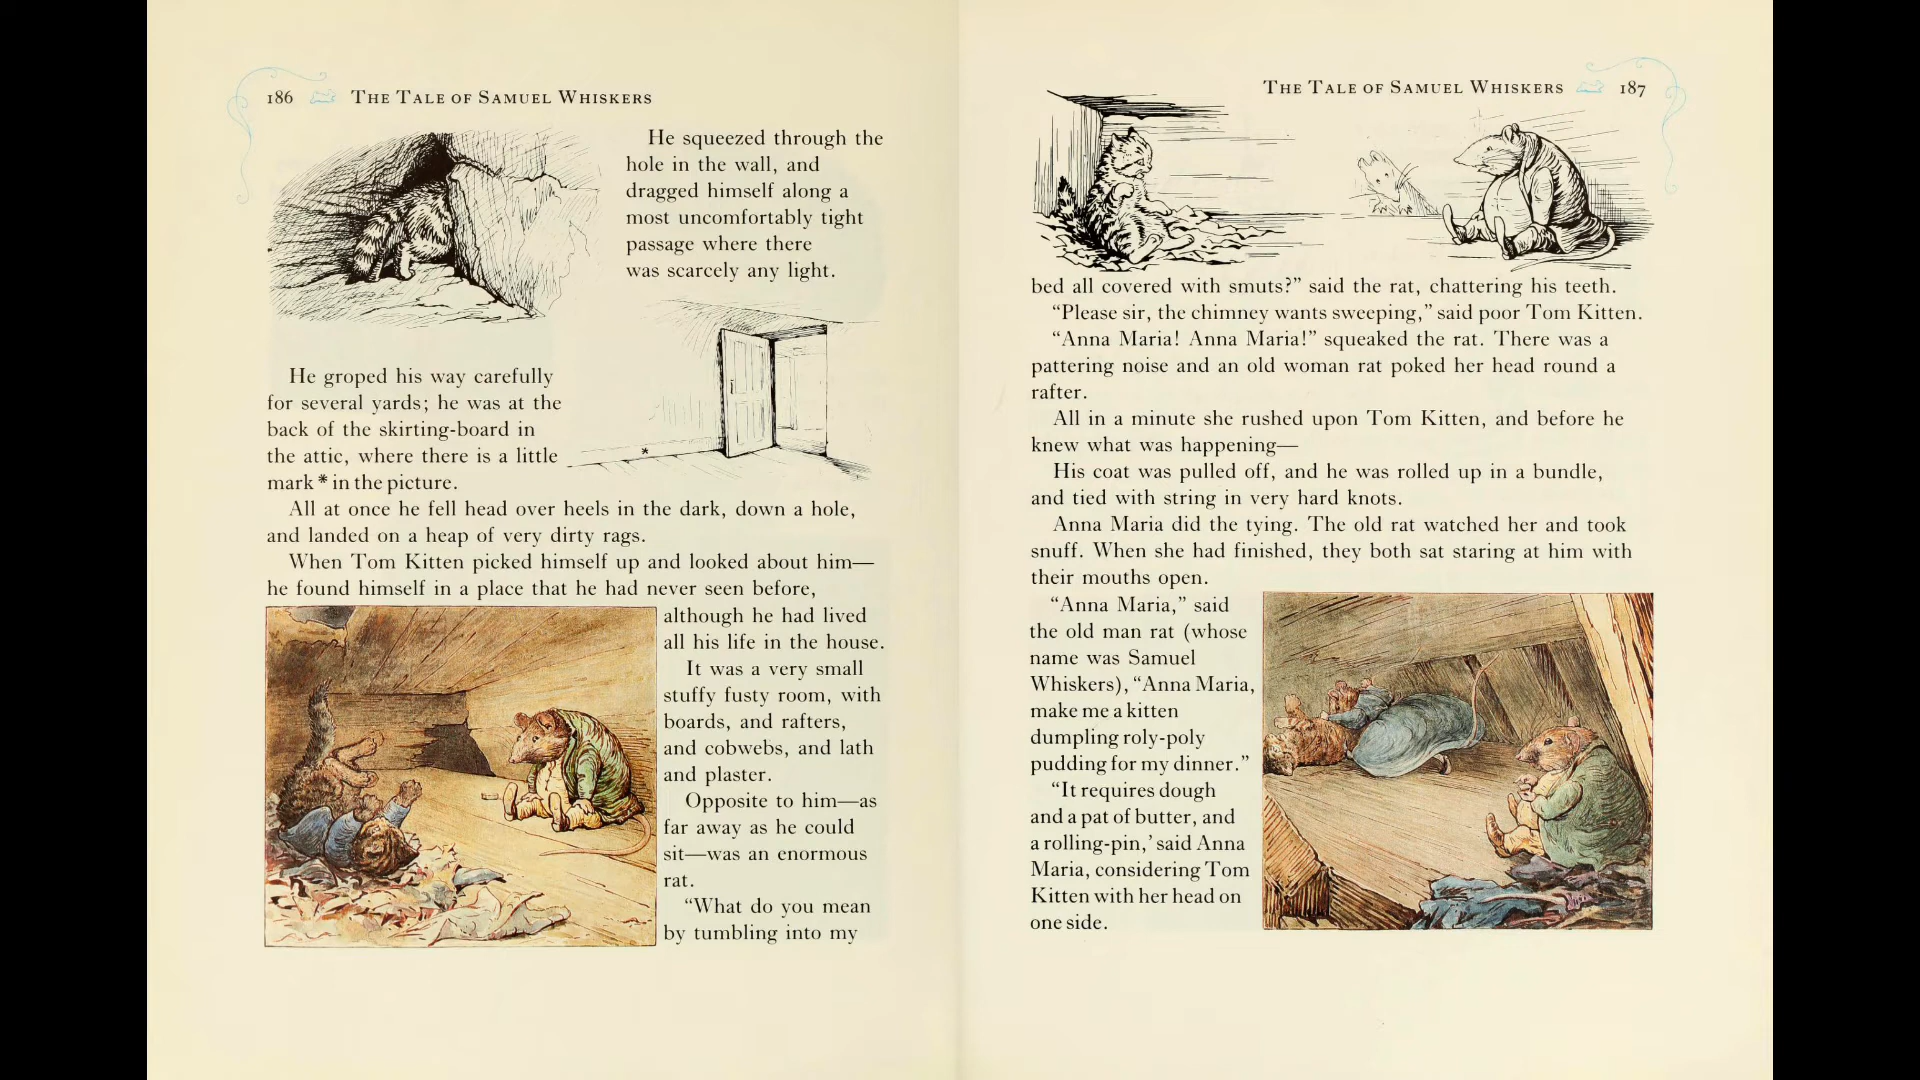 186 THE TALE OF SAMUEL WHISKERS
He squeezed through the
hole in the wall, and
dragged himself along a
most uncomfortably tight
passage where there
was scarcely any light.
He groped his way carefully
for several yards; he was at the
back of the skirting-board in
the attic, where there is a little
mark * in the picture.
*
All at once he fell head over heels in the dark, down a hole,
and landed on a heap of very dirty rags.
When Tom Kitten picked himself up and looked about him—
he found himself in a place that he had never seen before,
although he had lived
all his life in the house.
It was a very small
stuffy fusty room, with
boards, and rafters,
and cobwebs, and lath
and plaster.
Opposite to him—as
far away as he could
sit—was an enormous
rat.
“What do you mean
by tumbling into my
THE TALE OF SAMUEL WHISKERS 187
bed all covered with smuts?” said the rat, chattering his teeth.
“Please sir, the chimney wants sweeping,” said poor Tom Kitten.
“Anna Maria! Anna Maria!” squeaked the rat. There was a
pattering noise and an old woman rat poked her head round a
rafter.
All in a minute she rushed upon Tom Kitten, and before he
knew what was happening—
His coat was pulled off, and he was rolled up in a bundle,
and tied with string in very hard knots.
Anna Maria did the tying. The old rat watched her and took
snuff. When she had finished, they both sat staring at him with
their mouths open.
“Anna Maria,” said
the old man rat (whose
name was Samuel
Whiskers), “Anna Maria,
make me a kitten
dumpling roly-poly
pudding for my dinner.”
“It requires dough
and a pat of butter, and
a rolling-pin,’ said Anna
Maria, considering Tom
Kitten with her head on
one side.